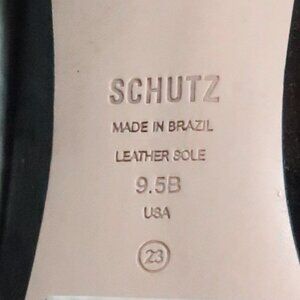 SCHUTZ
MADE IN BRAZIL
LEATHER SOLE
9.5B
USA
23